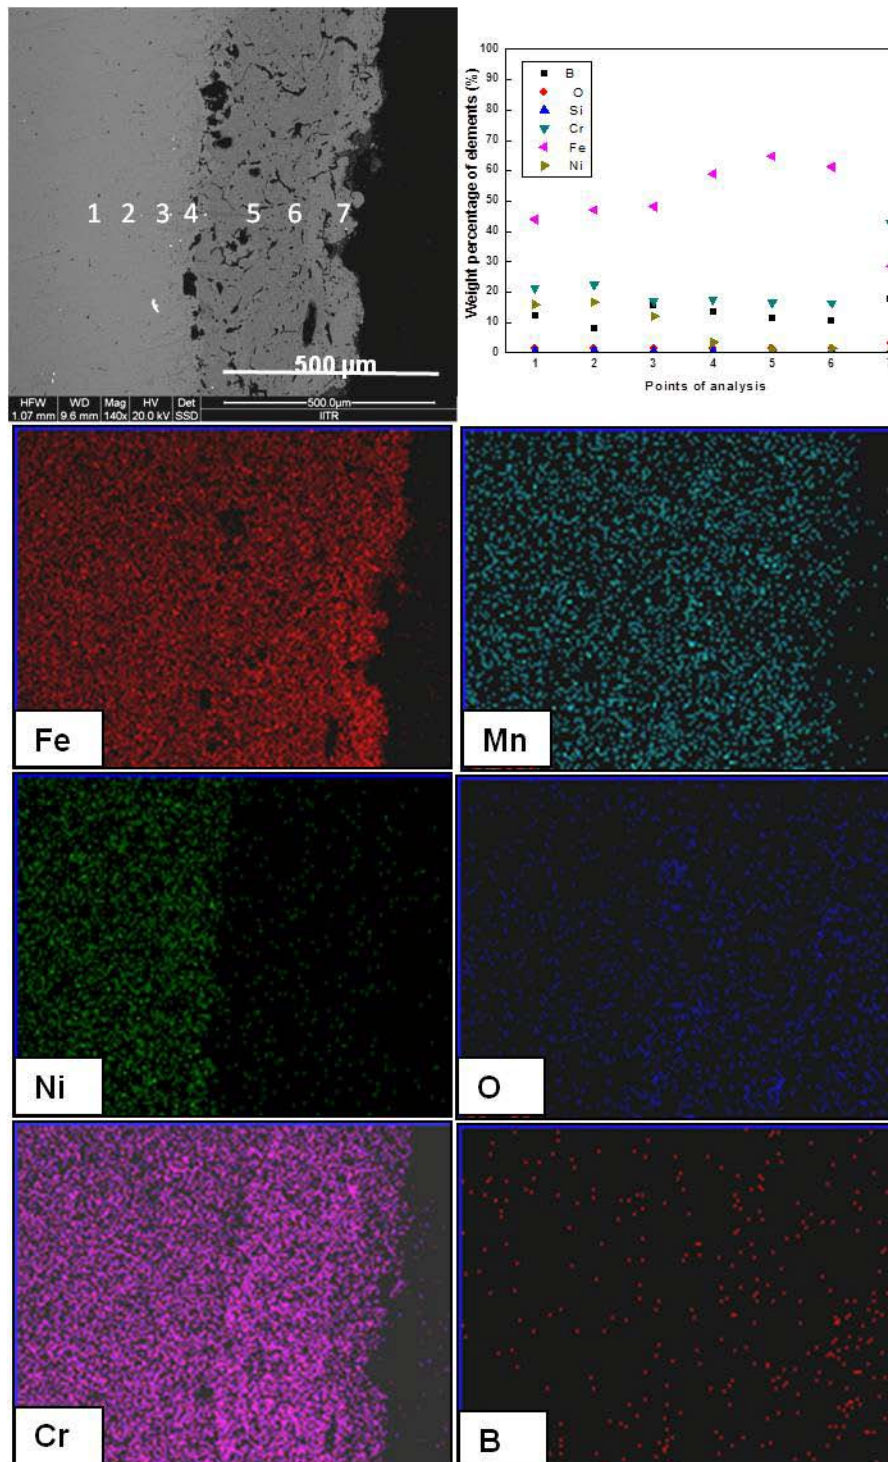 1 2 3 4 5 6 7
500 µm
HFW WD Mag HV Det 500.0µm
1.07 mm 9.6 mm 140x 20.0 kV SSD IITR
Weight percentage of elements (%)
100
90
80
70
60
50
40
30
20
10
0
B
O
Si
Cr
Fe
Ni
1 2 3 4 5 6 7
Points of analysis
Fe
Mn
Ni
O
Cr
B